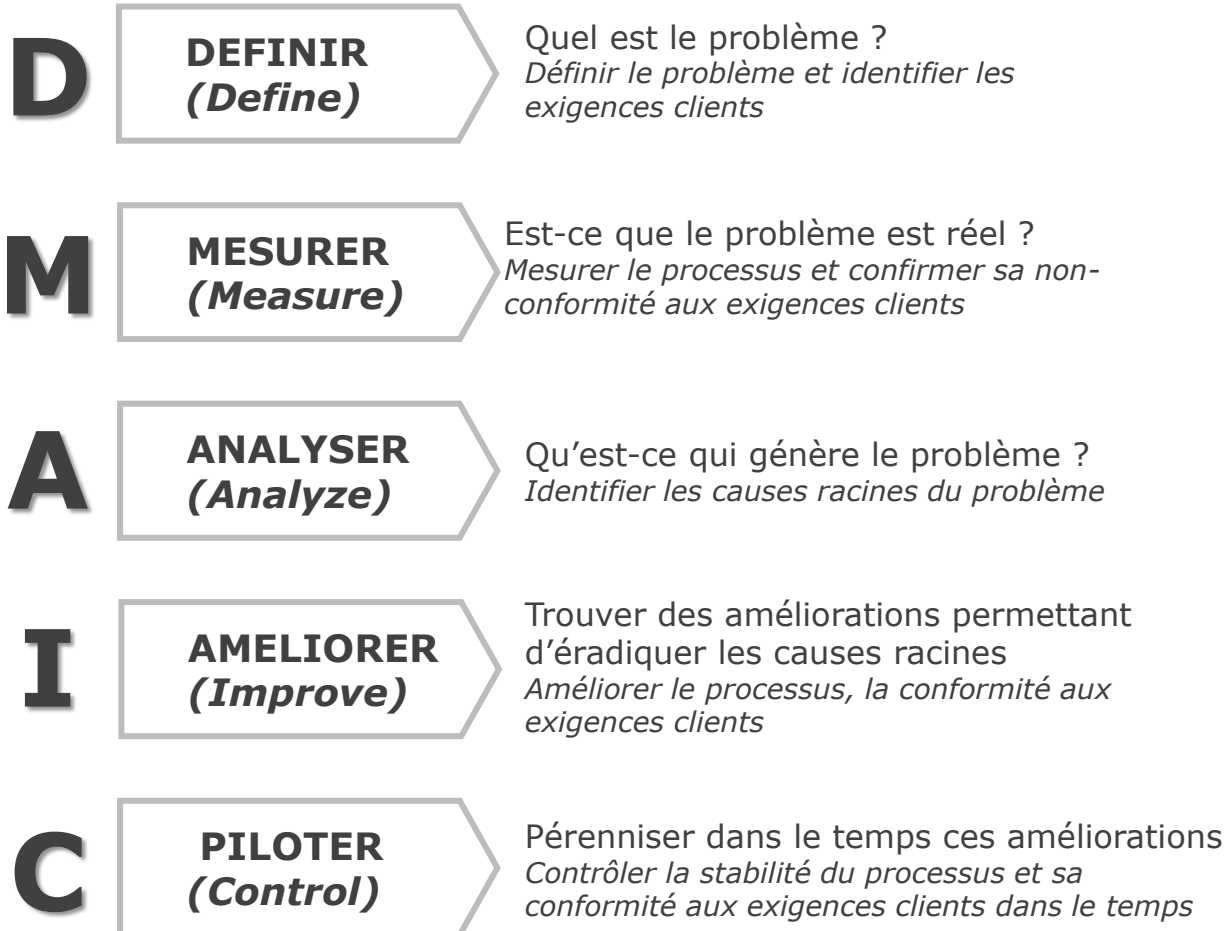 D
DEFINIR
(Define)
Quel est le problème ?
Définir le problème et identifier les
exigences clients
M
MESURER
(Measure)
Est-ce que le problème est réel ?
Mesurer le processus et confirmer sa non-
conformité aux exigences clients
A
ANALYSER
(Analyze)
Qu’est-ce qui génère le problème ?
Identifier les causes racines du problème
I
AMELIORER
(Improve)
Trouver des améliorations permettant
d’éradiquer les causes racines
Améliorer le processus, la conformité aux
exigences clients
C
PILOTER
(Control)
Pérenniser dans le temps ces améliorations
Contrôler la stabilité du processus et sa
conformité aux exigences clients dans le temps